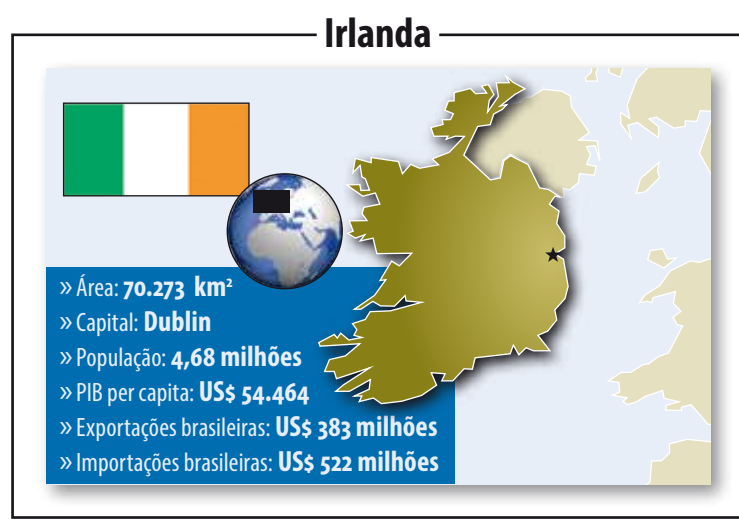 Irlanda
» Área: 70.273 km²
» Capital: Dublin
» População: 4,68 milhões
» PIB per capita: US$ 54.464
» Exportações brasileiras: US$ 383 milhões
» Importações brasileiras: US$ 522 milhões